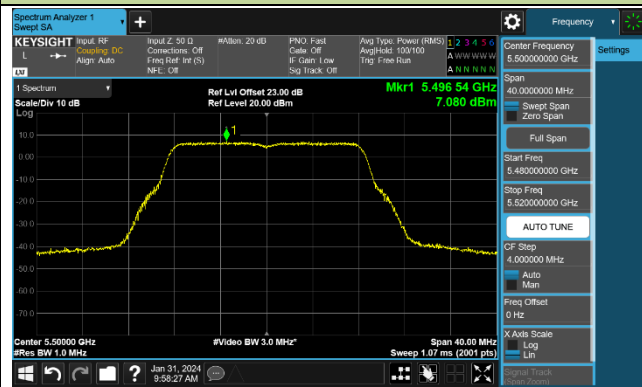 Spectrum Analyzer 1
Swept SA
Frequency
KEYSIGHT
Input: RF
Coupling: DC
Align: Auto
Input Z: 50 Ω
Corrections: Off
Freq Ref: Int (S)
NFE: Off
#Atten: 20 dB
PNO: Fast
Gate: Off
IF Gain: Low
Sig Track: Off
Avg Type: Power (RMS)
Avg|Hold: 100/100
Trig: Free Run
1 2 3 4 5 6
A W W W W W
A N N N N N
L
LXI
1 Spectrum
Scale/Div 10 dB
Log
Ref Lvl Offset 23.00 dB
Ref Level 20.00 dBm
Mkr1 5.496 54 GHz
7.080 dBm
1
10.0
0.00
-10.0
-20.0
-30.0
-40.0
-50.0
-60.0
-70.0
Center 5.50000 GHz
#Res BW 1.0 MHz
#Video BW 3.0 MHz*
Span 40.00 MHz
Sweep 1.07 ms (2001 pts)
Jan 31, 2024
9:58:27 AM
Center Frequency
5.500000000 GHz
Settings
Span
40.0000000 MHz
Swept Span
Zero Span
Full Span
Start Freq
5.480000000 GHz
Stop Freq
5.520000000 GHz
AUTO TUNE
CF Step
4.000000 MHz
Auto
Man
Freq Offset
0 Hz
X Axis Scale
Log
Lin
Signal Track
(Span Zoom)